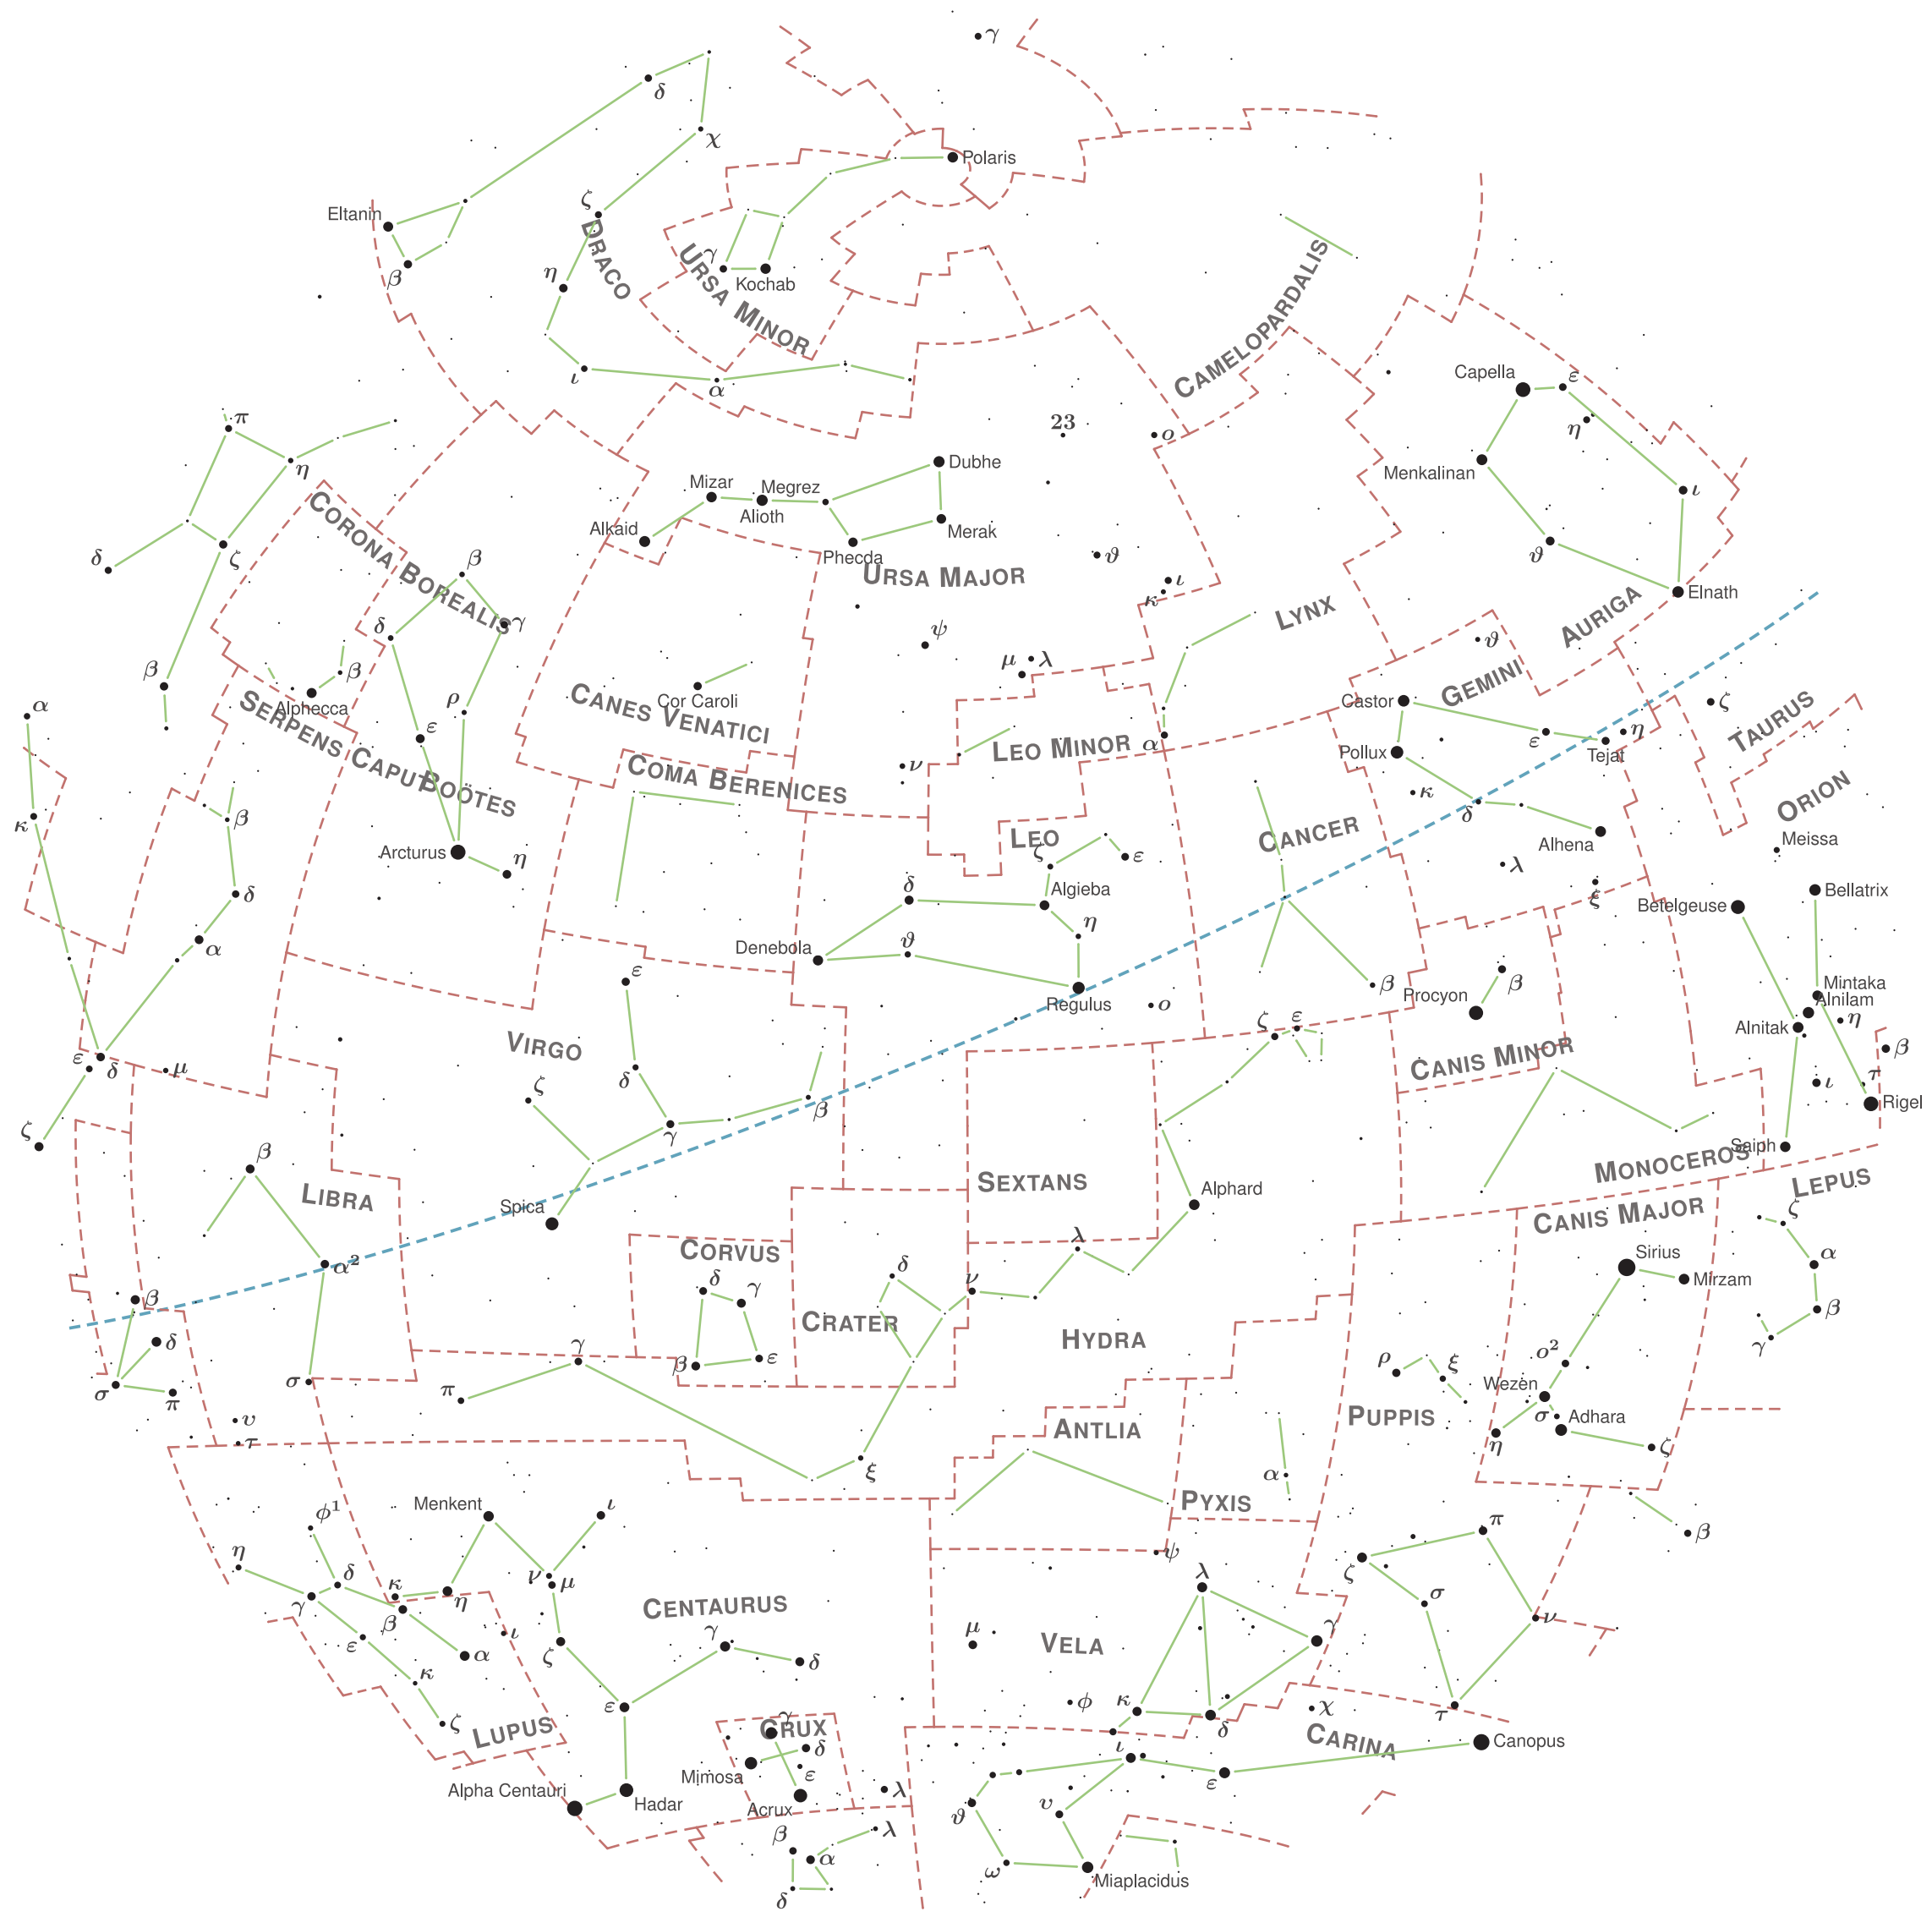 γ
δ
χ
Polaris
ζ
Eltanin
DRACO
β
η
γ
Kochab
URSA MINOR
CAMELOPARDALIS
ι
α
Capella
ε
η
π
23
ο
η
Dubhe
Menkalinan
ι
Mizar
Megrez
Alioth
Merak
Alkaid
Phecda
CORONA BOREALIS
δ
ζ
β
ϑ
ϑ
URSA MAJOR
ι
κ
Elnath
LYNX
AURIGA
δ
γ
ψ
ϑ
μ
λ
β
β
Alphecca
ρ
Cor Caroli
Castor
GEMINI
ζ
TAURUS
α
SERPENS CAPUT
ε
CANES VENATICI
LEO MINOR
α
Pollux
ε
Tejat
η
ν
COMA BERENICES
BOÖTES
κ
β
κ
δ
ORION
LEO
CANCER
Alhena
Meissa
Arcturus
η
ζ
ε
λ
δ
δ
Algieba
ξ
Bellatrix
Betelgeuse
α
Denebola
ϑ
η
ε
Regulus
ο
β
Procyon
β
Mintaka
Alnilam
Alnitak
η
VIRGO
ζ
ε
CANIS MINOR
β
ε
δ
μ
ζ
δ
β
ι
τ
Rigel
ζ
β
γ
Saiph
MONOCEROS
LIBRA
SEXTANS
Alphard
LEPUS
Spica
CANIS MAJOR
ζ
CORVUS
λ
Sirius
α
α²
δ
γ
δ
ν
Mirzam
β
CRATER
HYDRA
β
δ
γ
β
ε
ρ
ξ
ο²
γ
σ
π
σ
π
Wezen
σ
Adhara
PUPPIS
ANTLIA
υ
τ
η
ζ
ξ
α
PYXIS
ϕ¹
Menkent
ι
π
β
η
δ
κ
ν
μ
ψ
ζ
γ
β
η
λ
σ
CENTAURUS
ν
ε
α
ι
ζ
γ
δ
μ
VELA
γ
κ
ζ
ε
ϕ
κ
δ
χ
τ
LUPUS
γ
CRUX
δ
CARINA
Canopus
Mimosa
ε
ι
ε
Alpha Centauri
Hadar
Acrux
λ
ϑ
υ
β
λ
α
ω
Miaplacidus
δ